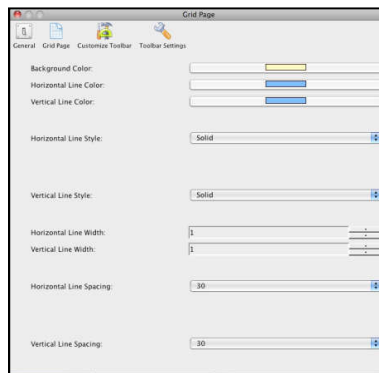 Grid Page
General Grid Page Customize Toolbar Toolbar Settings
Background Color:
Horizontal Line Color:
Vertical Line Color:
Horizontal Line Style: Solid
Vertical Line Style: Solid
Horizontal Line Width: 1
Vertical Line Width: 1
Horizontal Line Spacing: 30
Vertical Line Spacing: 30